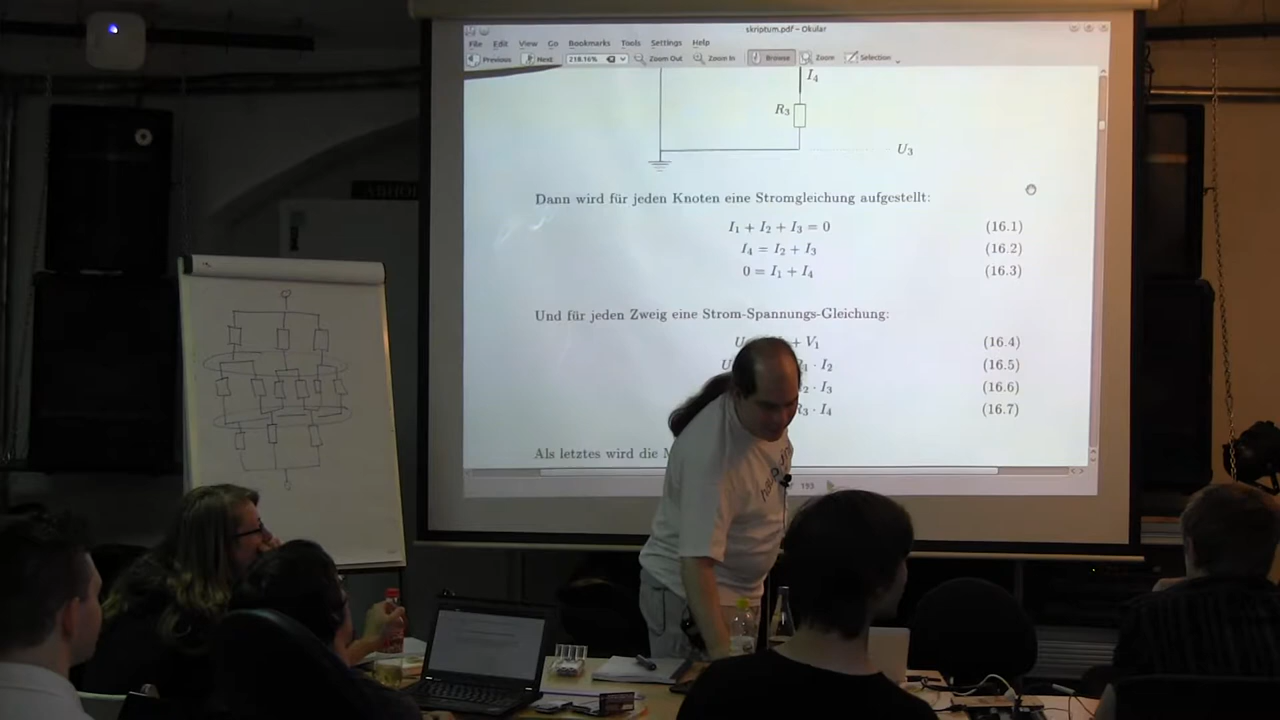 skriptum.pdf – Okular
File Edit View Go Bookmarks Tools Settings Help
Previous Next 218.16% Zoom Out Zoom In Browse Zoom Selection
I₄
R₃
U₃
Dann wird für jeden Knoten eine Stromgleichung aufgestellt:
I₁ + I₂ + I₃ = 0 (16.1)
I₄ = I₂ + I₃ (16.2)
0 = I₁ + I₄ (16.3)
Und für jeden Zweig eine Strom-Spannungs-Gleichung:
+ V₁ (16.4)
· I₂ (16.5)
· I₃ (16.6)
R₃ · I₄ (16.7)
Als letztes wird die
193